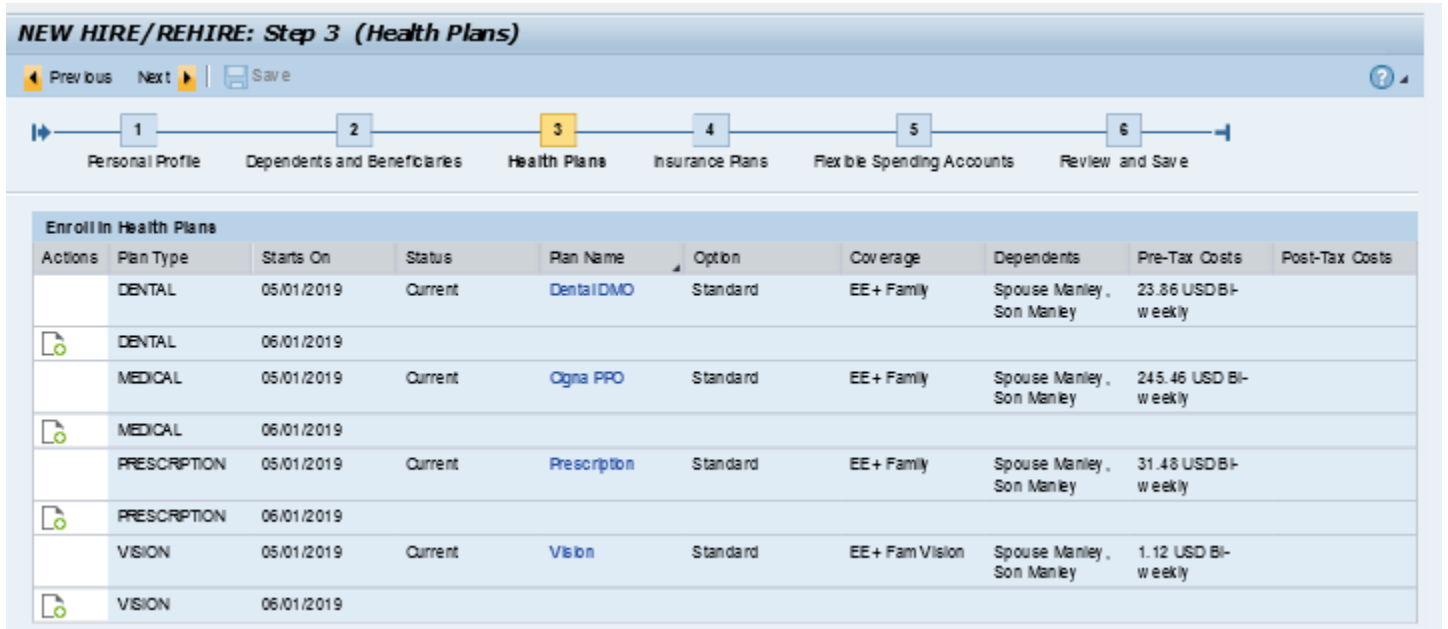 NEW HIRE/REHIRE: Step 3 (Health Plans)
Previous Next Save
1 2 3 4 5 6
Personal Profile Dependents and Beneficiaries Health Plans Insurance Plans Flexible Spending Accounts Review and Save
Enroll in Health Plans
Actions Plan Type Starts On Status Plan Name Option Coverage Dependents Pre-Tax Costs Post-Tax Costs
DENTAL 05/01/2019 Current Dental DMO Standard EE + Family Spouse Manley, 23.86 USD Bi-
Son Manley weekly
DENTAL 06/01/2019
MEDICAL 05/01/2019 Current Cigna PPO Standard EE + Family Spouse Manley, 245.46 USD Bi-
Son Manley weekly
MEDICAL 06/01/2019
PRESCRIPTION 05/01/2019 Current Prescription Standard EE + Family Spouse Manley, 31.48 USD Bi-
Son Manley weekly
PRESCRIPTION 06/01/2019
VISION 05/01/2019 Current Vision Standard EE + Fam Vision Spouse Manley, 1.12 USD Bi-
Son Manley weekly
VISION 06/01/2019